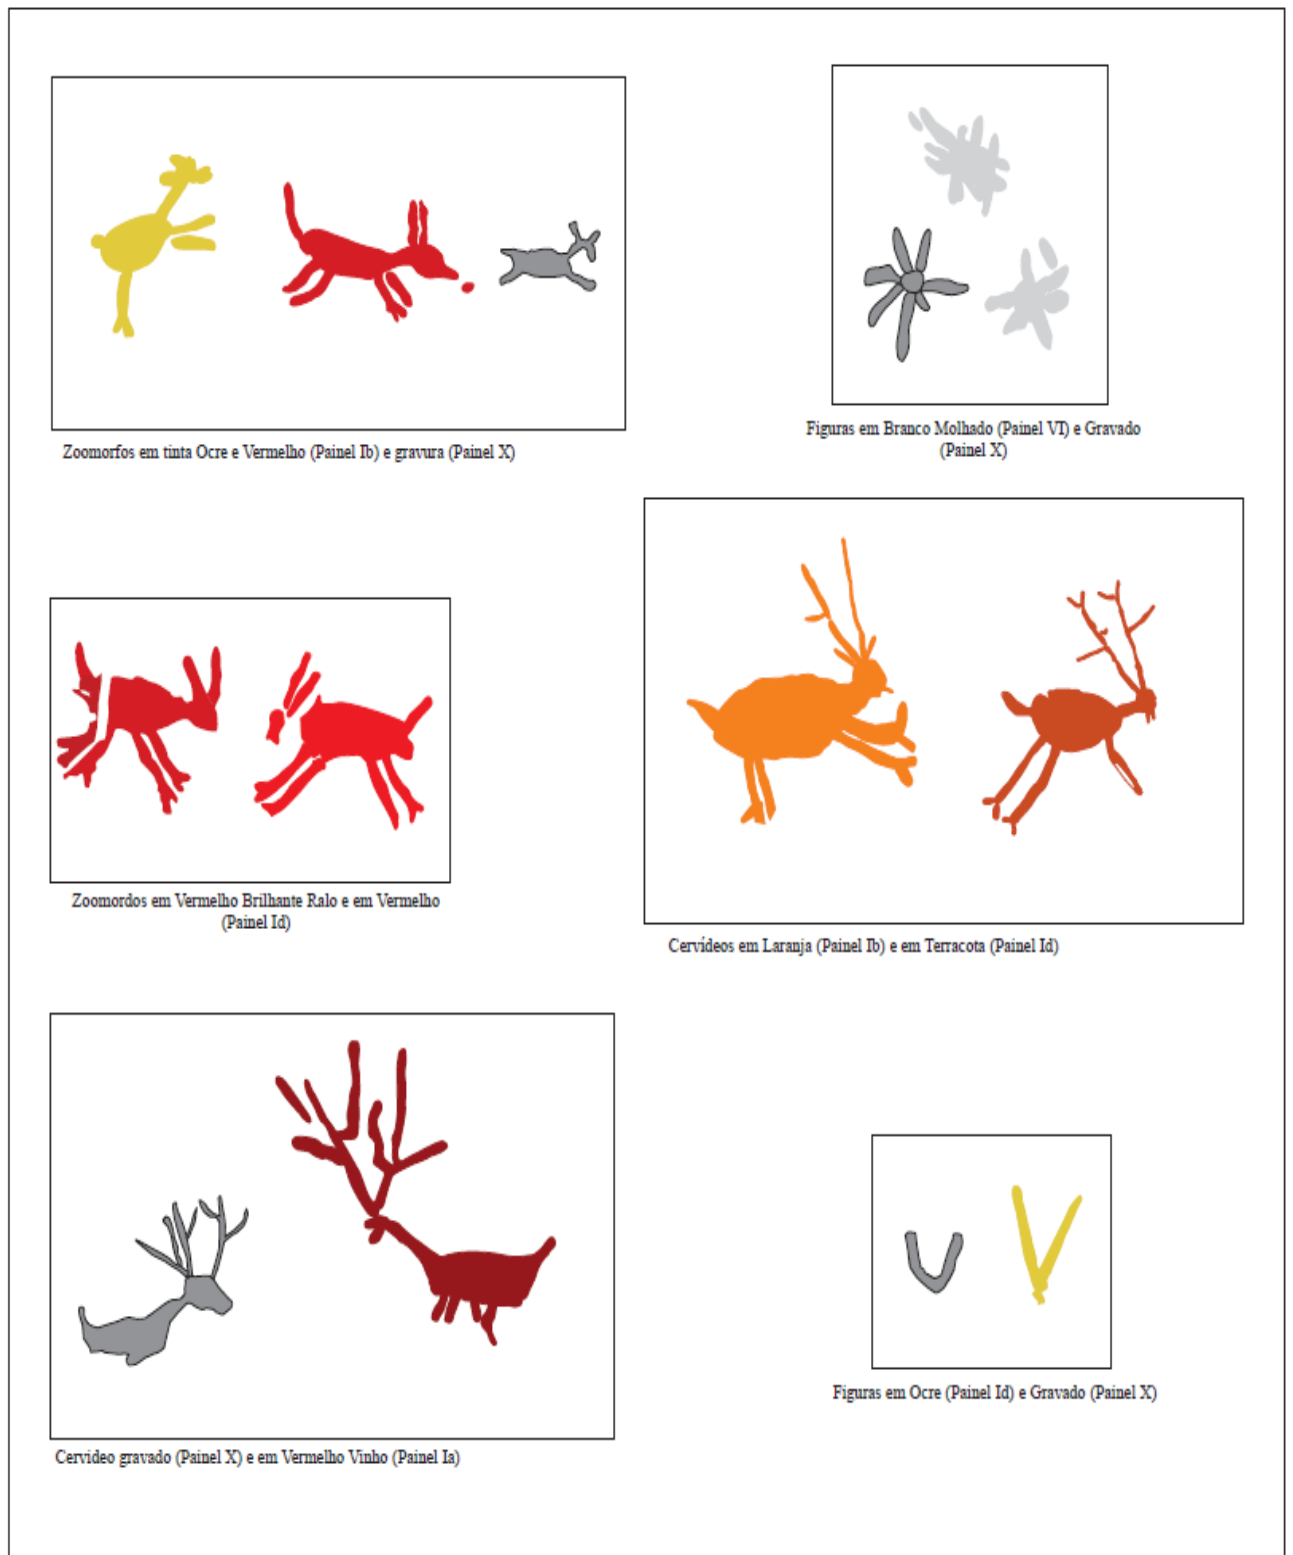 Zoomorfos em tinta Ocre e Vermelho (Painel Ib) e gravura (Painel X)
Figuras em Branco Molhado (Painel VI) e Gravado
(Painel X)
Zoomordos em Vermelho Brilhante Ralo e em Vermelho
(Painel Id)
Cervídeos em Laranja (Painel Ib) e em Terracota (Painel Id)
Cervídeo gravado (Painel X) e em Vermelho Vinho (Painel Ia)
Figuras em Ocre (Painel Id) e Gravado (Painel X)